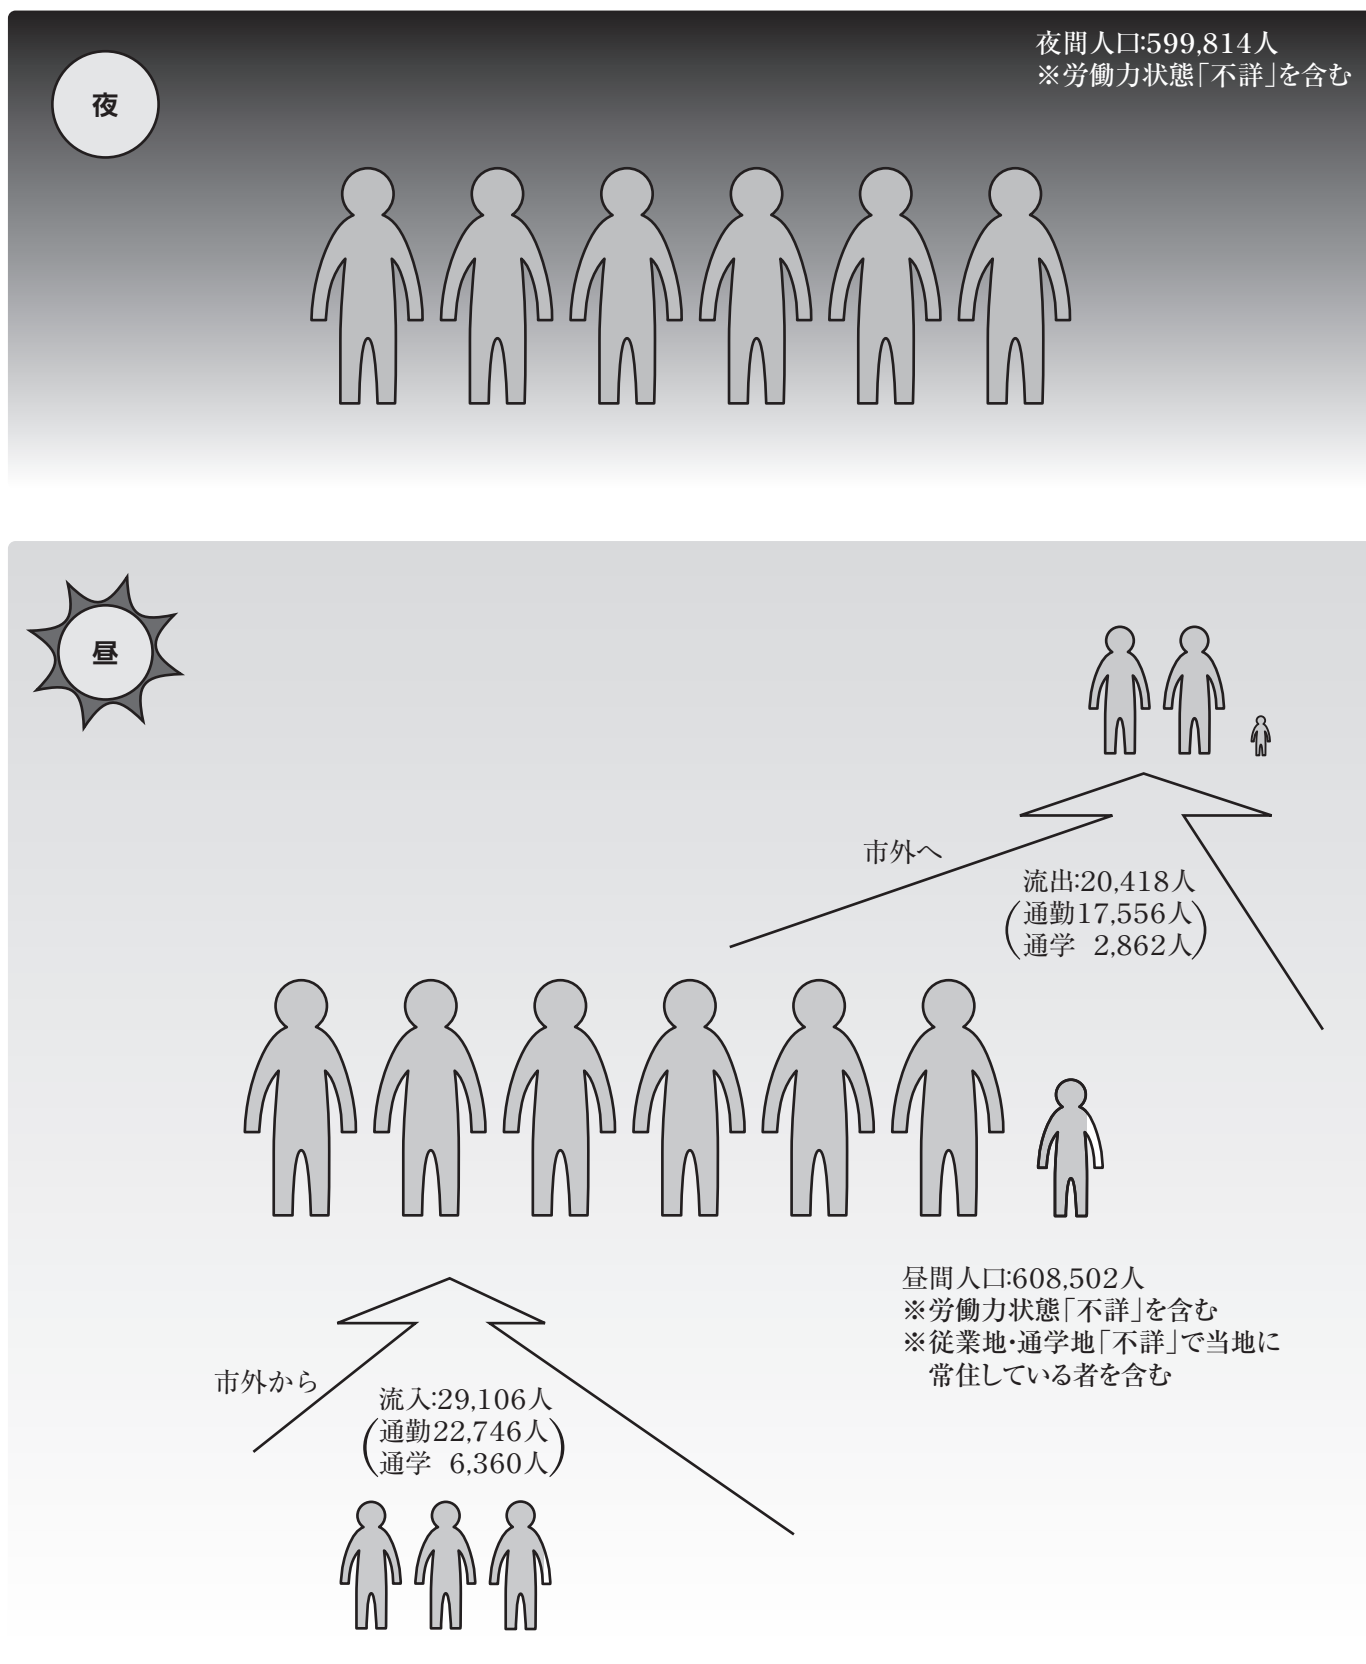 夜間人口:599,814人
※労働力状態「不詳」を含む
夜
昼
市外へ
流出:20,418人
(通勤17,556人
通学 2,862人)
昼間人口:608,502人
※労働力状態「不詳」を含む
※従業地・通学地「不詳」で当地に
常住している者を含む
市外から
流入:29,106人
(通勤22,746人
通学 6,360人)